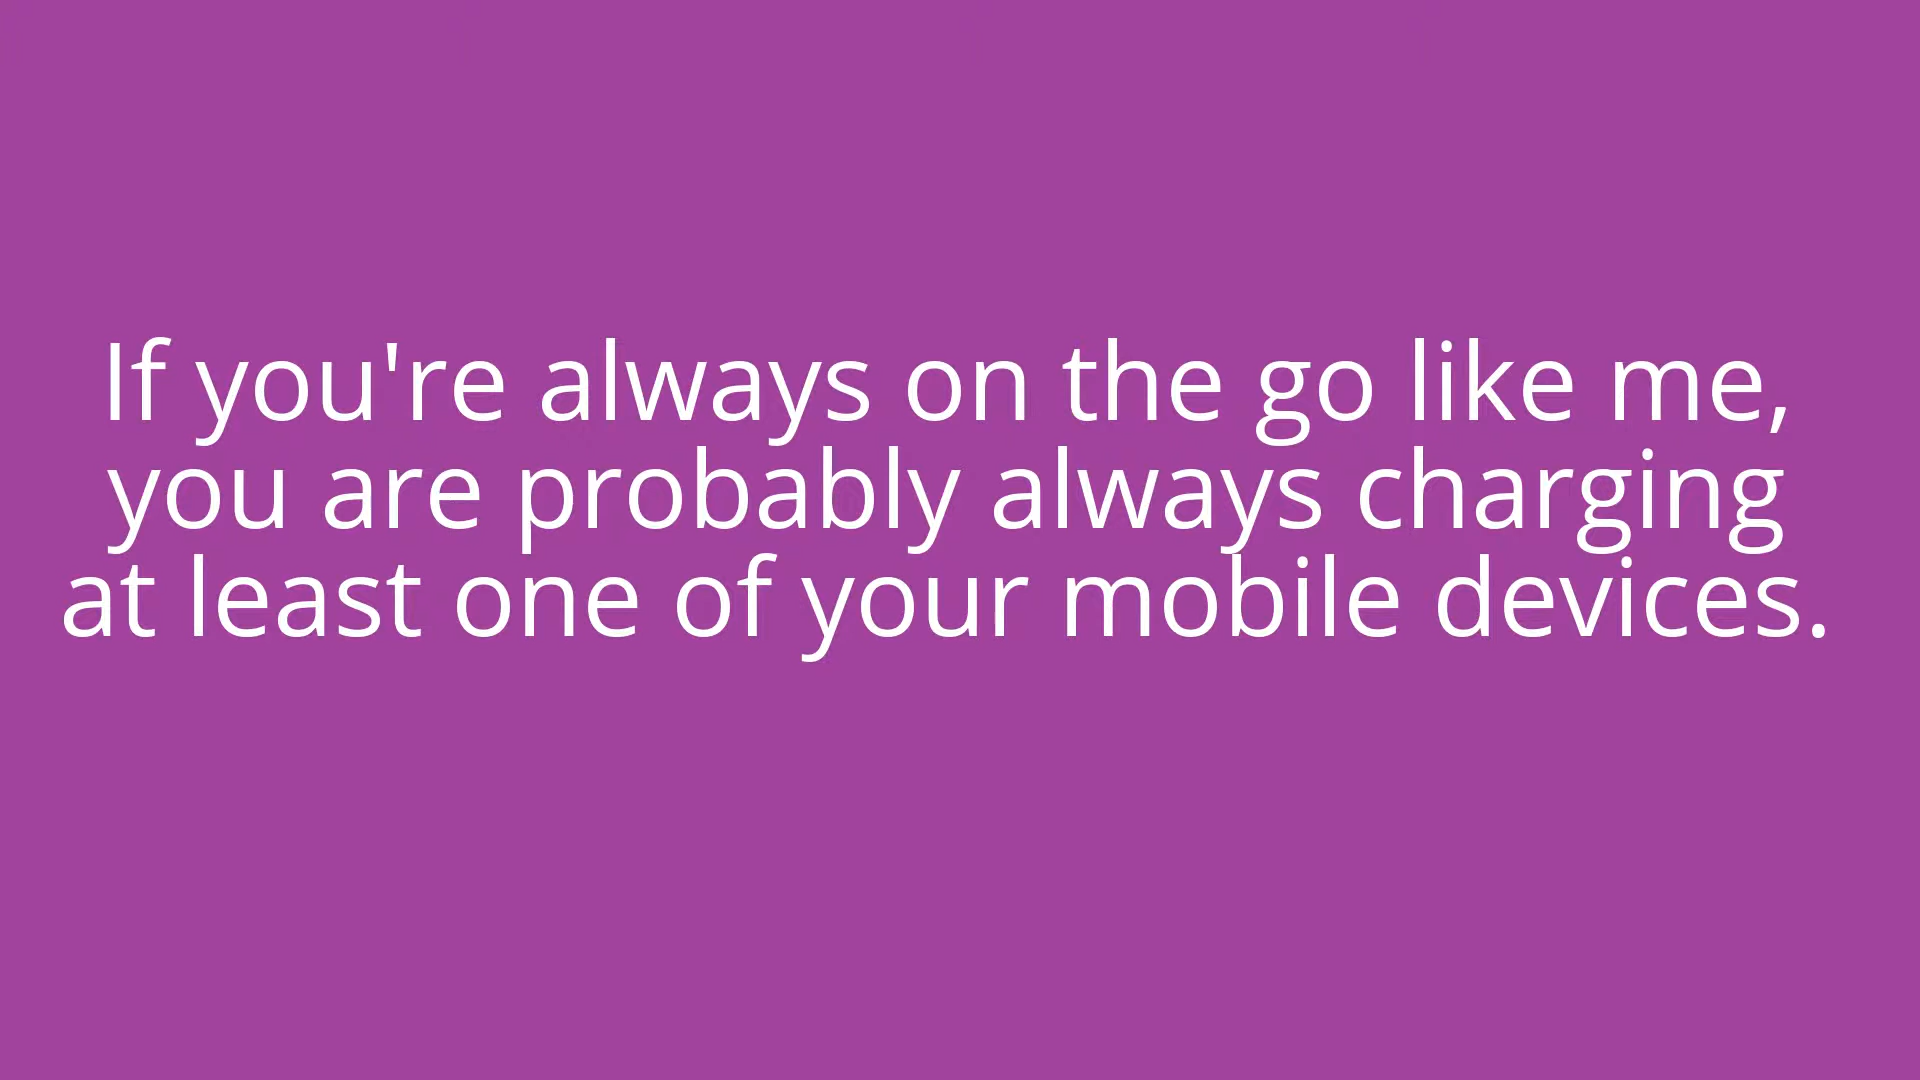 If you're always on the go like me,
you are probably always charging
at least one of your mobile devices.